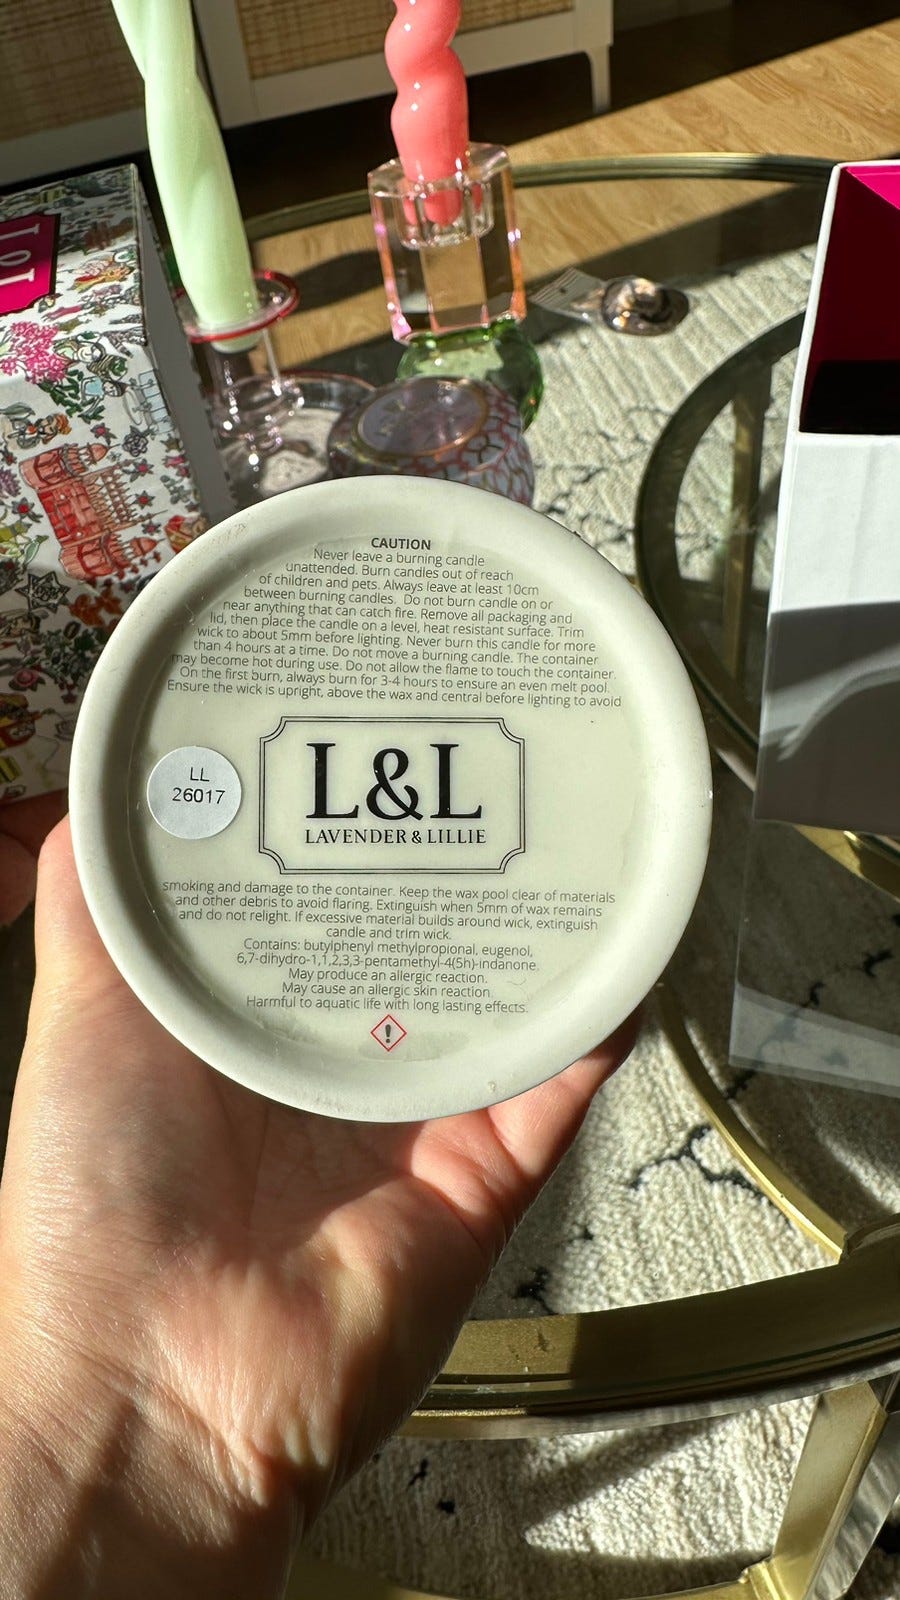 CAUTION
Never leave a burning candle
unattended. Burn candles out of reach
of children and pets. Always leave at least 10cm
between burning candles. Do not burn candle on or
near anything that can catch fire. Remove all packaging and
lid, then place the candle on a level, heat resistant surface. Trim
wick to about 5mm before lighting. Never burn this candle for more
than 4 hours at a time. Do not move a burning candle. The container
may become hot during use. Do not allow the flame to touch the container.
On the first burn, always burn for 3-4 hours to ensure an even melt pool.
Ensure the wick is upright, above the wax and central before lighting to avoid
LL
26017
L&L
LAVENDER & LILLIE
smoking and damage to the container. Keep the wax pool clear of materials
and other debris to avoid flaring. Extinguish when 5mm of wax remains
and do not relight. If excessive material builds around wick, extinguish
candle and trim wick.
Contains: butylphenyl methylpropional, eugenol,
6,7-dihydro-1,1,2,3,3-pentamethyl-4(5h)-indanone.
May produce an allergic reaction.
May cause an allergic skin reaction.
Harmful to aquatic life with long lasting effects.